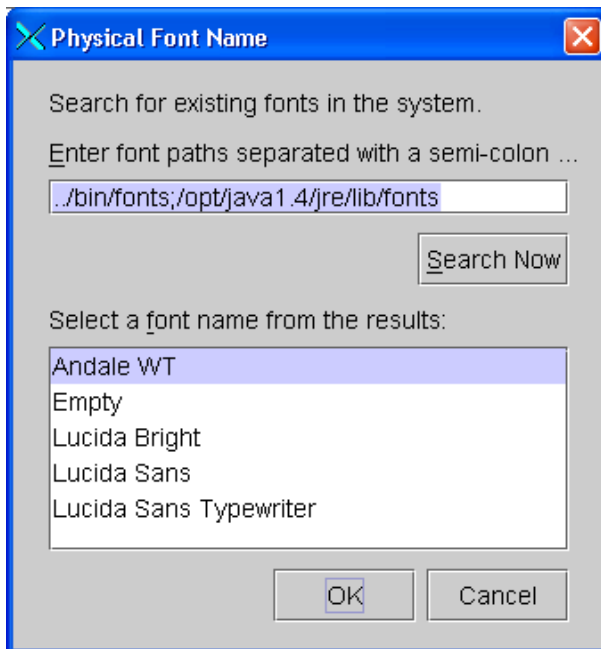 Physical Font Name
Search for existing fonts in the system.
Enter font paths separated with a semi-colon ...
../bin/fonts;/opt/java1.4/jre/lib/fonts
Search Now
Select a font name from the results:
Andale WT
Empty
Lucida Bright
Lucida Sans
Lucida Sans Typewriter
OK Cancel